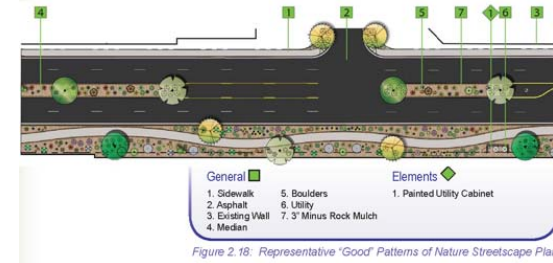 4 1 2 5 7 1 6 3
General Elements
1. Sidewalk 5. Boulders 1. Painted Utility Cabinet
2. Asphalt 6. Utility
3. Existing Wall 7. 3" Minus Rock Mulch
4. Median
Figure 2.18: Representative "Good" Patterns of Nature Streetscape Plan